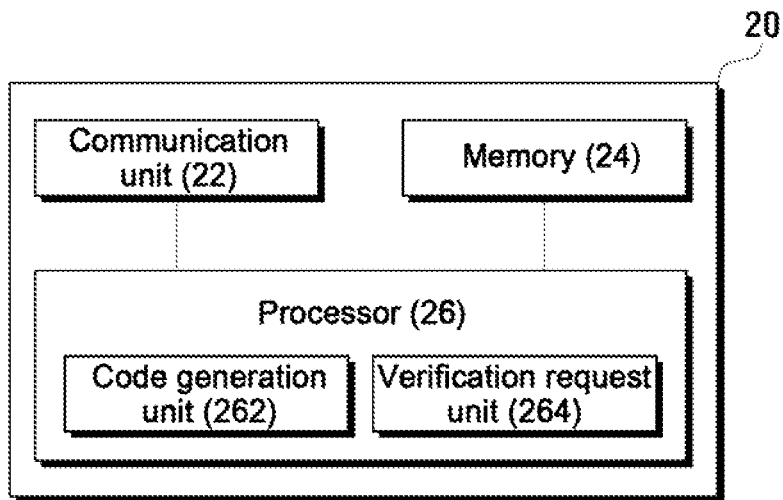 20
Communication
unit (22)
Memory (24)
Processor (26)
Code generation
unit (262)
Verification request
unit (264)